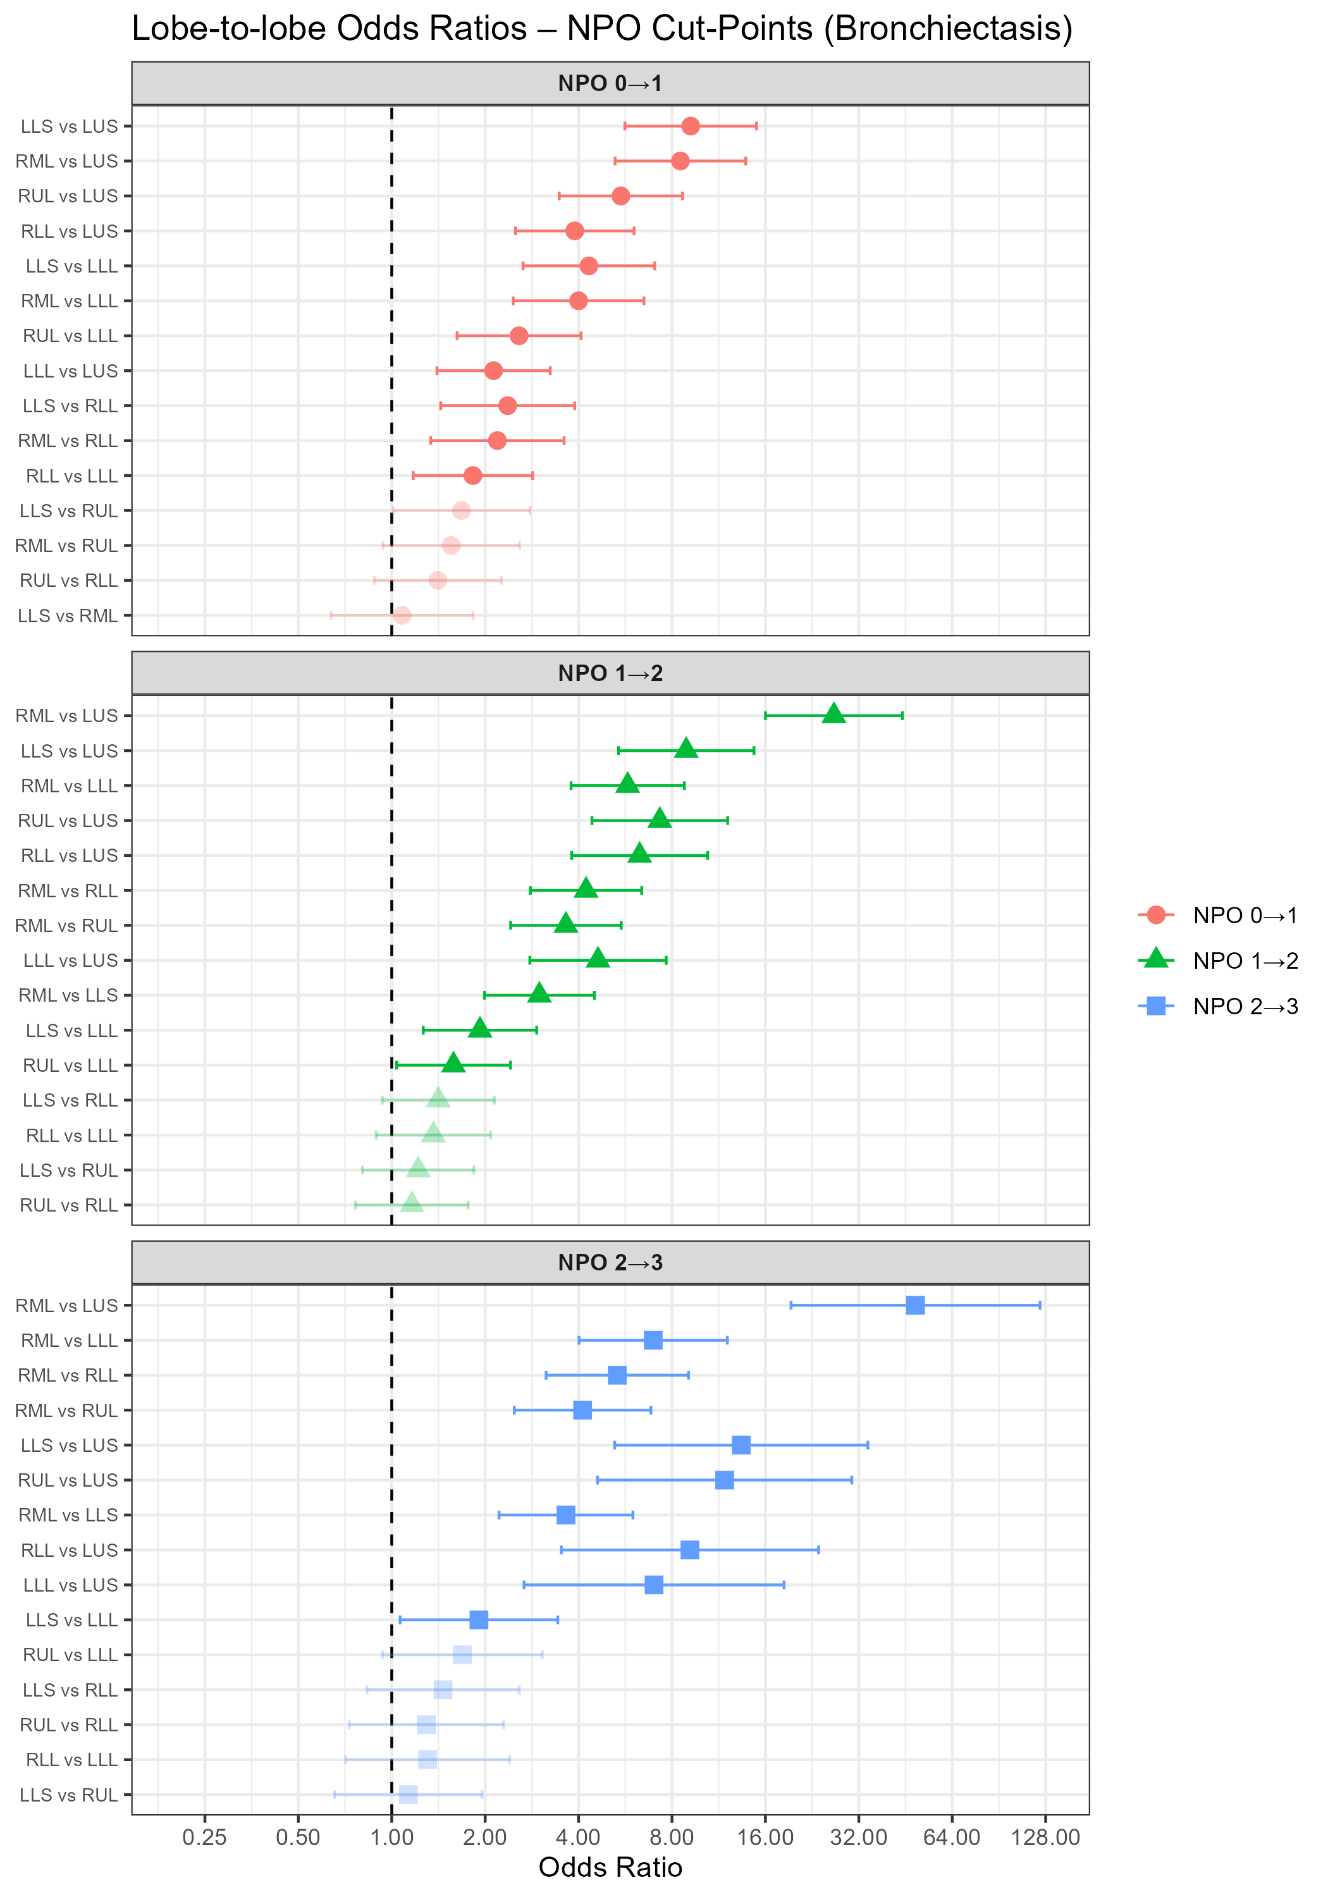 Lobe-to-lobe Odds Ratios – NPO Cut-Points (Bronchiectasis)
NPO 0→1
LLS vs LUS
RML vs LUS
RUL vs LUS
RLL vs LUS
LLS vs LLL
RML vs LLL
RUL vs LLL
LLL vs LUS
LLS vs RLL
RML vs RLL
RLL vs LLL
LLS vs RUL
RML vs RUL
RUL vs RLL
LLS vs RML
NPO 1→2
RML vs LUS
LLS vs LUS
RML vs LLL
RUL vs LUS
RLL vs LUS
RML vs RLL
RML vs RUL
LLL vs LUS
RML vs LLS
LLS vs LLL
RUL vs LLL
LLS vs RLL
RLL vs LLL
LLS vs RUL
RUL vs RLL
NPO 2→3
RML vs LUS
RML vs LLL
RML vs RLL
RML vs RUL
LLS vs LUS
RUL vs LUS
RML vs LLS
RLL vs LUS
LLL vs LUS
LLS vs LLL
RUL vs LLL
LLS vs RLL
RUL vs RLL
RLL vs LLL
LLS vs RUL
0.25 0.50 1.00 2.00 4.00 8.00 16.00 32.00 64.00 128.00
Odds Ratio
NPO 0→1
NPO 1→2
NPO 2→3